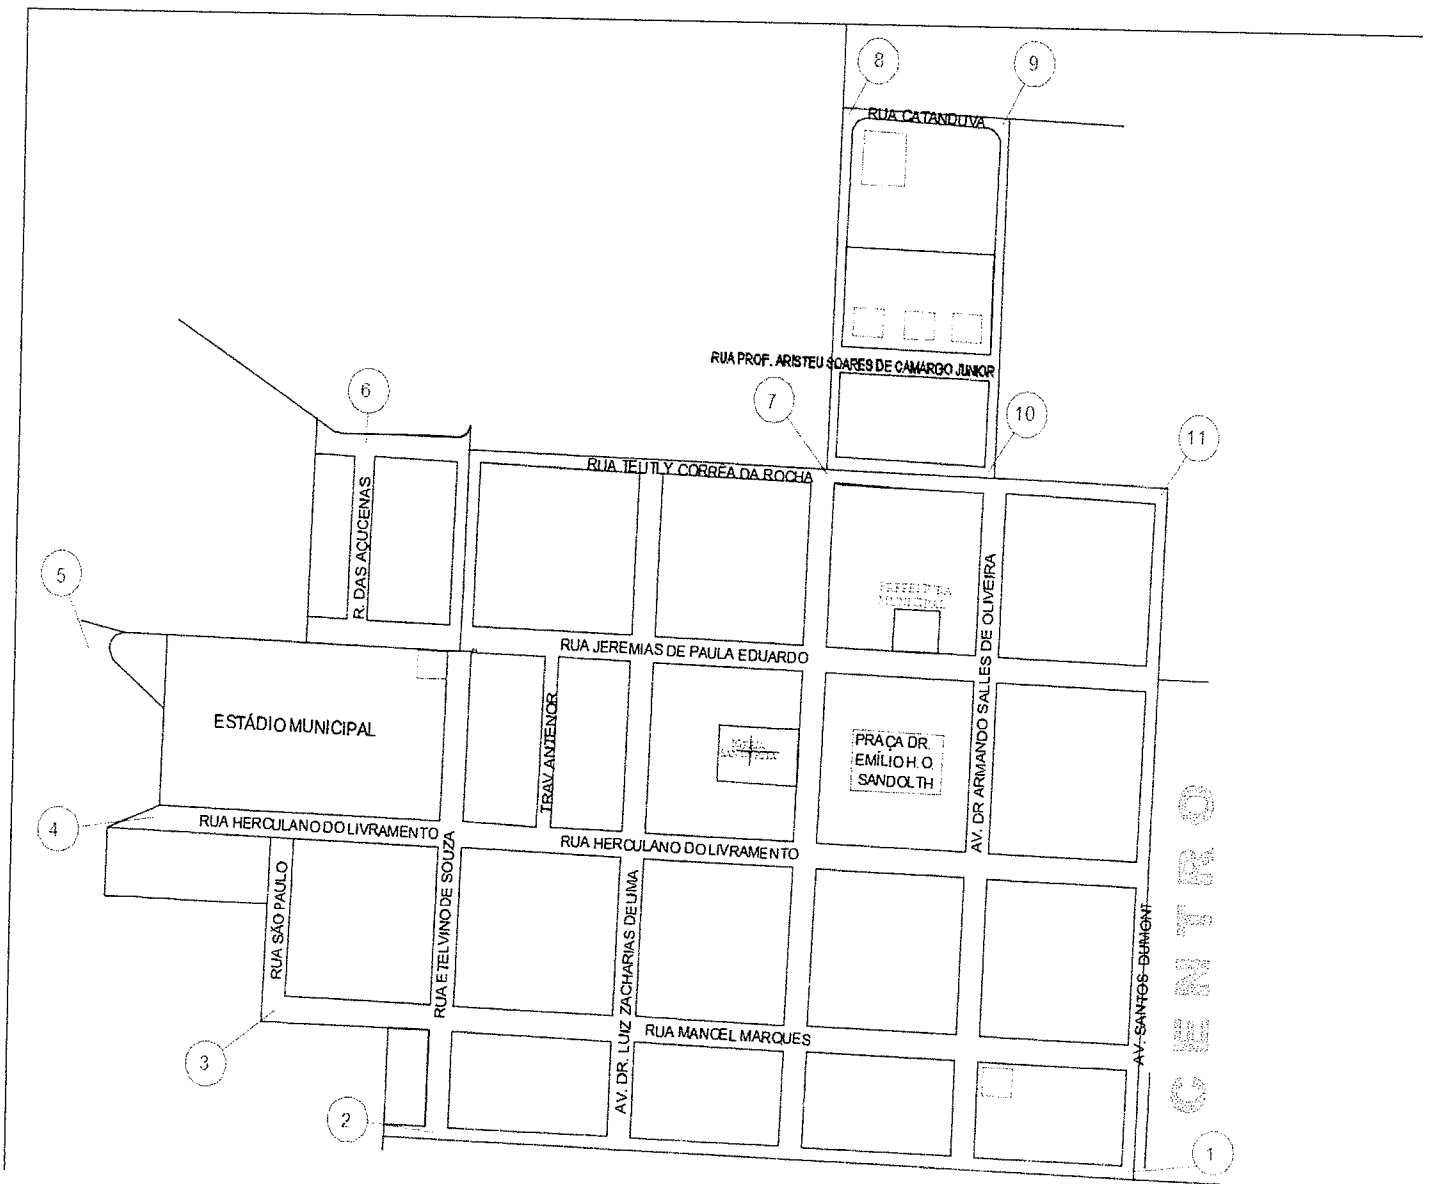 8
9
RUA CATANDUVA
RUA PROF. ARISTEU SOARES DE CAMARGO JUNIOR
6
7
10
11
RUA TEUTLY CORRÊA DA ROCHA
R. DAS AÇUCENAS
5
PREFEITURA
MUNICIPAL
AV. DR ARMANDO SALLES DE OLIVEIRA
RUA JEREMIAS DE PAULA EDUARDO
ESTÁDIO MUNICIPAL
TRAV. ANTENOR
PRAÇA DR.
EMÍLIO H. O.
SANDOLTH
4
RUA HERCULANO DO LIVRAMENTO
RUA HERCULANO DO LIVRAMENTO
CENTRO
RUA SÃO PAULO
RUA ETELVINO DE SOUZA
AV. DR. LUIZ ZACHARIAS DE LIMA
AV. SANTOS DUMONT
RUA MANOEL MARQUES
3
2
1